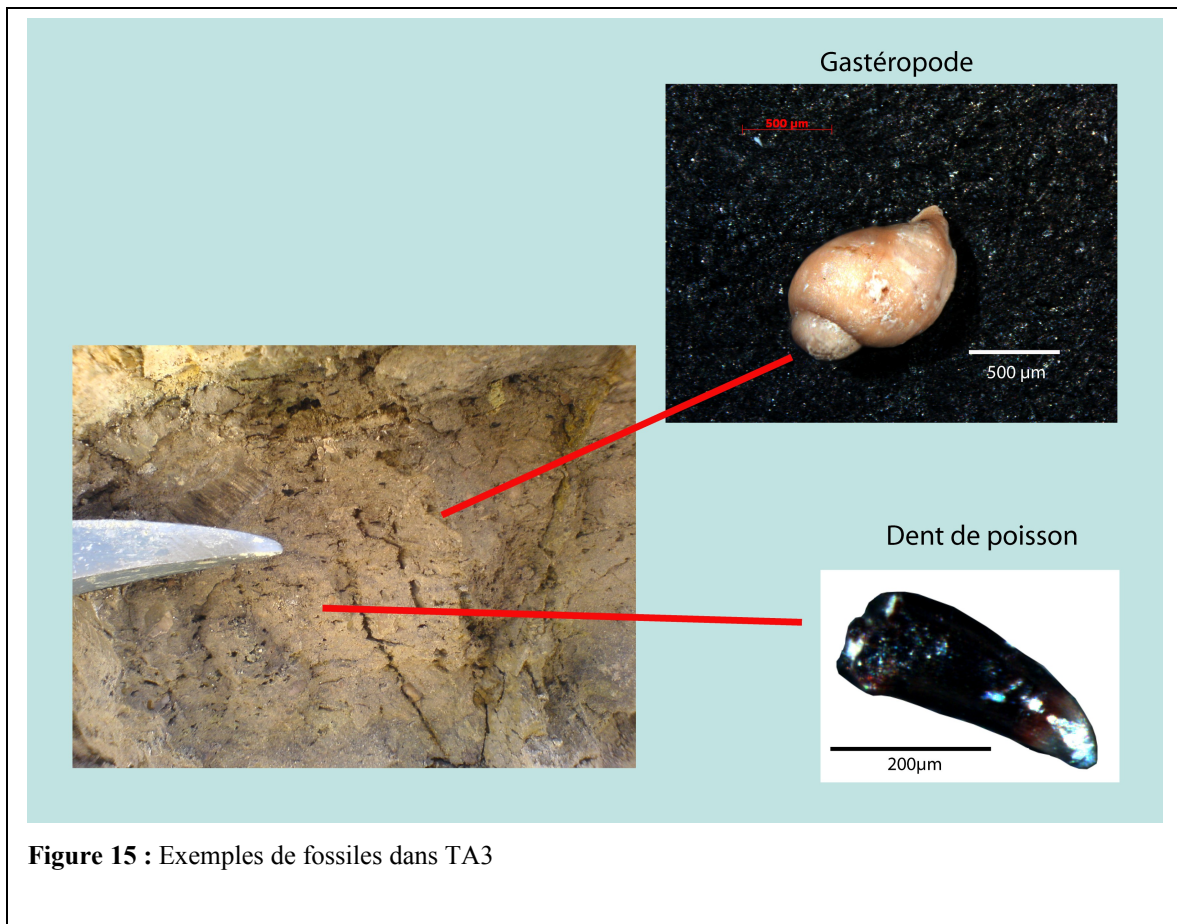 Gastéropode
500 µm
500 µm
Dent de poisson
200µm
Figure 15 : Exemples de fossiles dans TA3